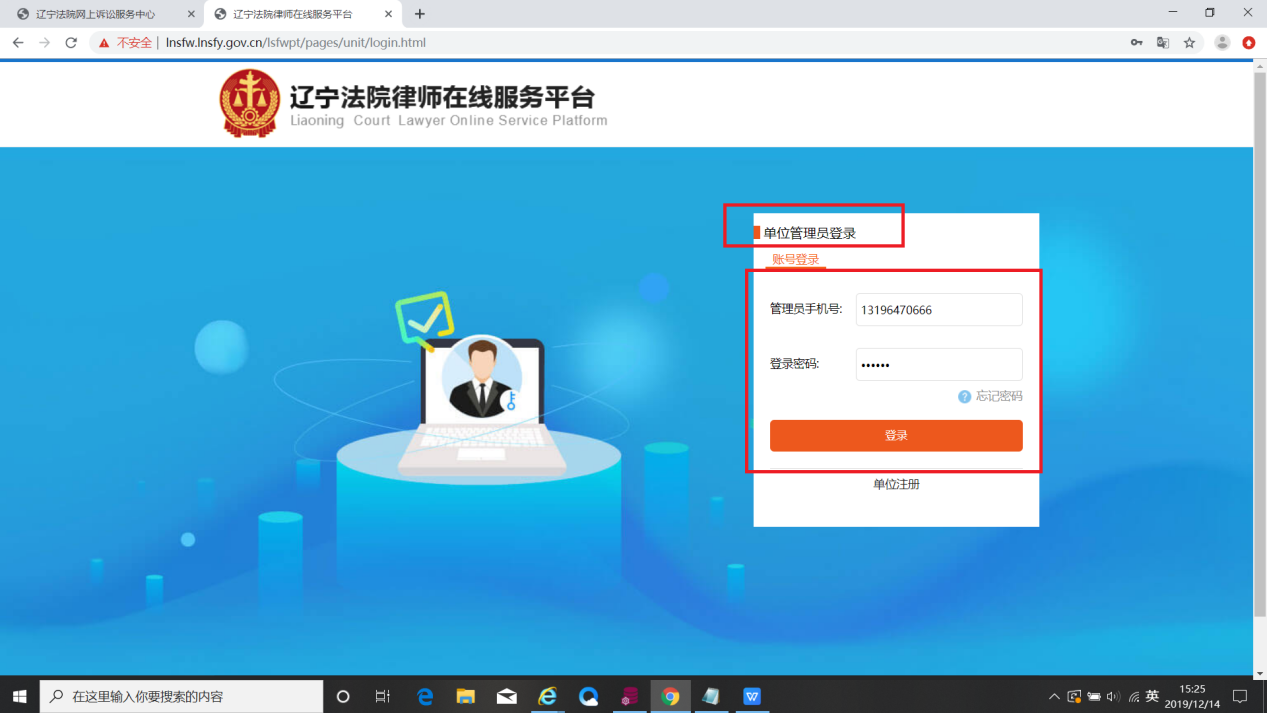 辽宁法院网上诉讼服务中心
辽宁法院律师在线服务平台
不安全 | lnsfw.lnsfy.gov.cn/lsfwpt/pages/unit/login.html
辽宁法院律师在线服务平台
Liaoning Court Lawyer Online Service Platform
单位管理员登录
账号登录
管理员手机号: 13196470666
登录密码: ••••••
? 忘记密码
登录
单位注册
在这里输入你要搜索的内容
英
15:25
2019/12/14